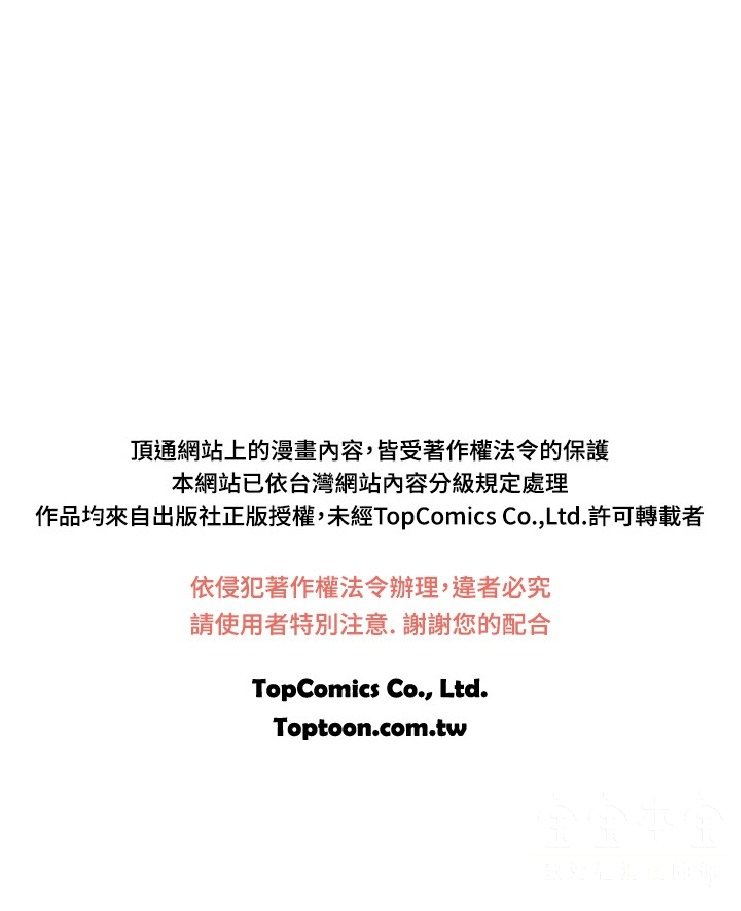 頂通網站上的漫畫內容，皆受著作權法令的保護
本網站已依台灣網站內容分級規定處理
作品均來自出版社正版授權，未經TopComics Co.,Ltd.許可轉載者
依侵犯著作權法令辦理，違者必究
請使用者特別注意. 謝謝您的配合
TopComics Co., Ltd.
Toptoon.com.tw